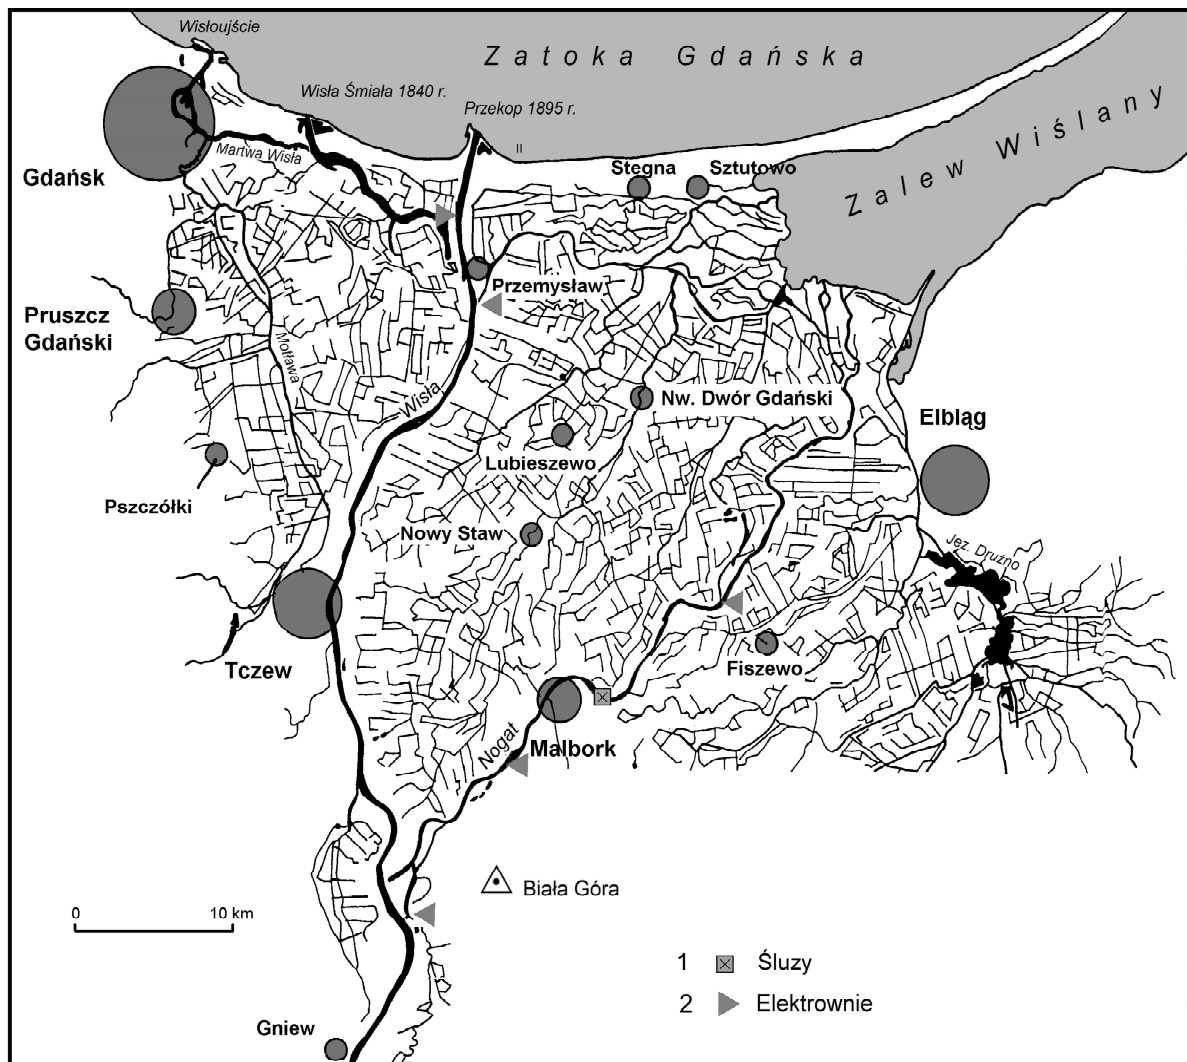 Wisłoujście
Zatoka Gdańska
Wisła Śmiała 1840 r.
Przekop 1895 r.
Zalew Wiślany
Martwa Wisła
II
Stegna
Sztutowo
Gdańsk
Przemysław
Pruszcz
Gdański
Motława
Wisła
Nw. Dwór Gdański
Elbląg
Lubieszewo
Pszczółki
Nowy Staw
Jez. Drużno
Tczew
Fiszewo
Nogat
Malbork
Biała Góra
0 10 km
1 Śluzy
2 Elektrownie
Gniew